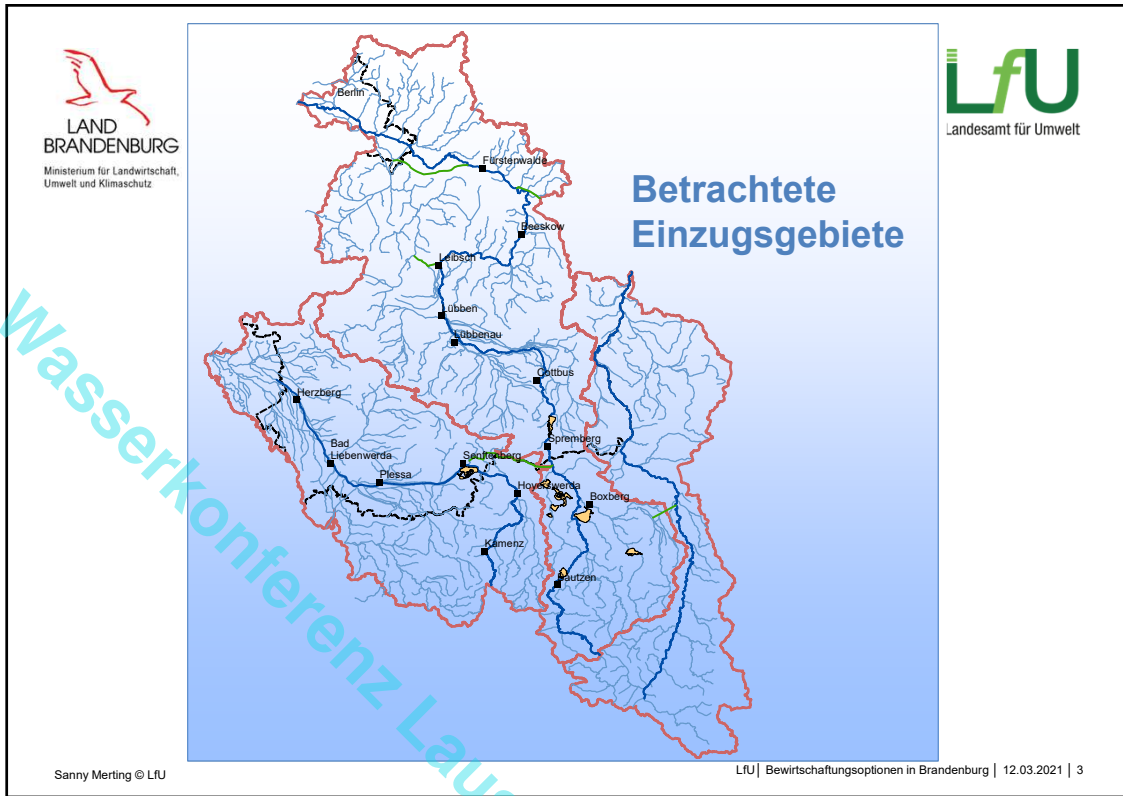 LAND
BRANDENBURG
Ministerium für Landwirtschaft,
Umwelt und Klimaschutz
LfU
Landesamt für Umwelt
Betrachtete
Einzugsgebiete
Berlin
Fürstenwalde
Beeskow
Leibsch
Lübben
Lübbenau
Cottbus
Herzberg
Spremberg
Bad
Liebenwerda
Senftenberg
Plessa
Hoyerswerda
Boxberg
Kamenz
Bautzen
Wasserkonferenz Laus
Sanny Merting © LfU
LfU | Bewirtschaftungsoptionen in Brandenburg | 12.03.2021 | 3